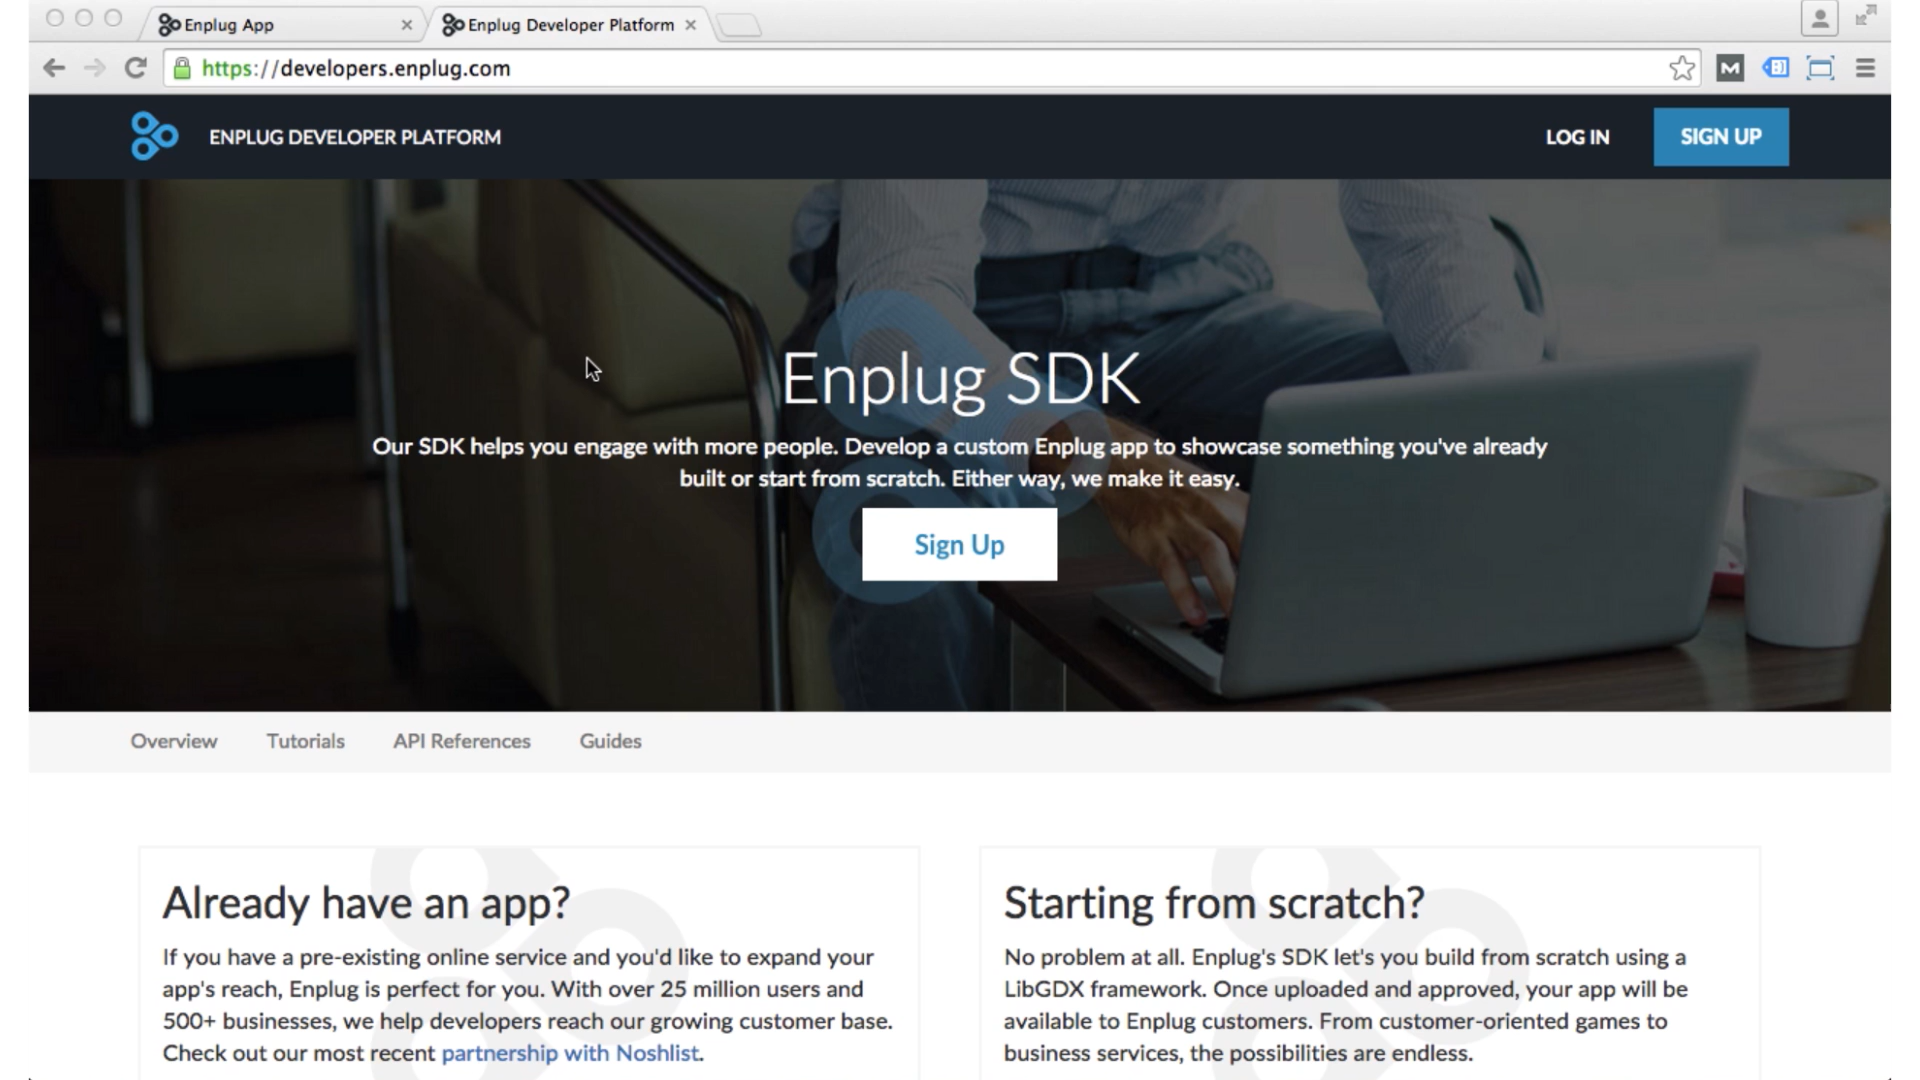 Enplug App
Enplug Developer Platform
https://developers.enplug.com
ENPLUG DEVELOPER PLATFORM
LOG IN
SIGN UP
Enplug SDK
Our SDK helps you engage with more people. Develop a custom Enplug app to showcase something you've already
built or start from scratch. Either way, we make it easy.
Sign Up
Overview
Tutorials
API References
Guides
Already have an app?
If you have a pre-existing online service and you'd like to expand your
app's reach, Enplug is perfect for you. With over 25 million users and
500+ businesses, we help developers reach our growing customer base.
Check out our most recent partnership with Noshlist.
Starting from scratch?
No problem at all. Enplug's SDK let's you build from scratch using a
LibGDX framework. Once uploaded and approved, your app will be
available to Enplug customers. From customer-oriented games to
business services, the possibilities are endless.